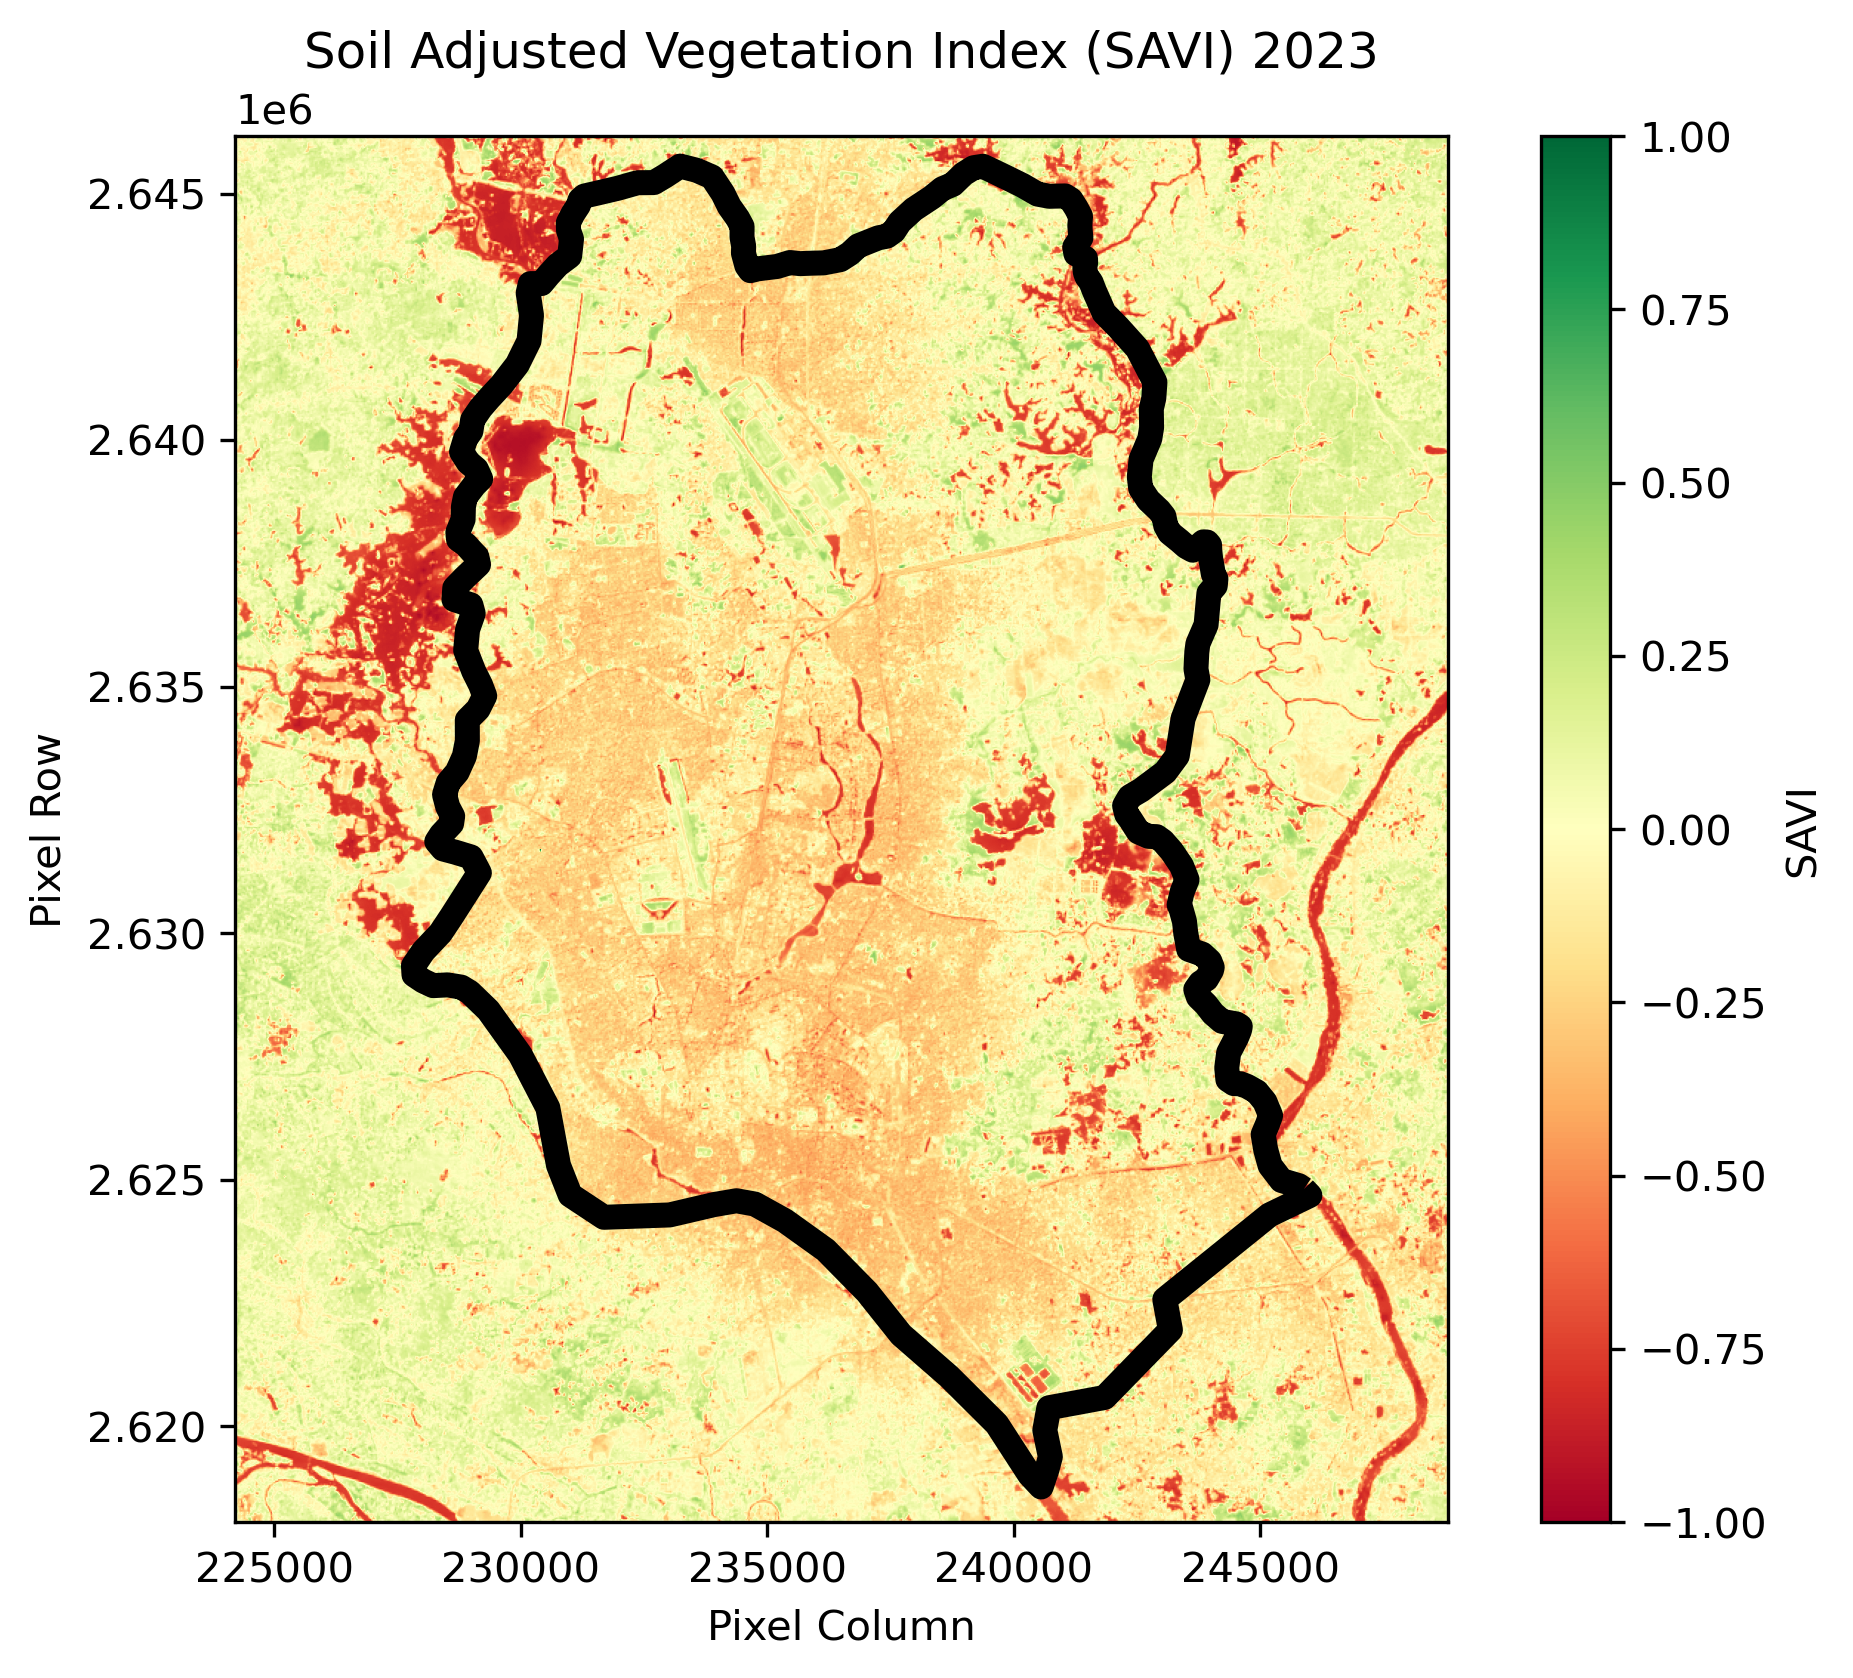 Soil Adjusted Vegetation Index (SAVI) 2023
1e6
2.645
2.640
2.635
2.630
2.625
2.620
Pixel Row
225000 230000 235000 240000 245000
Pixel Column
1.00
0.75
0.50
0.25
0.00
−0.25
−0.50
−0.75
−1.00
SAVI